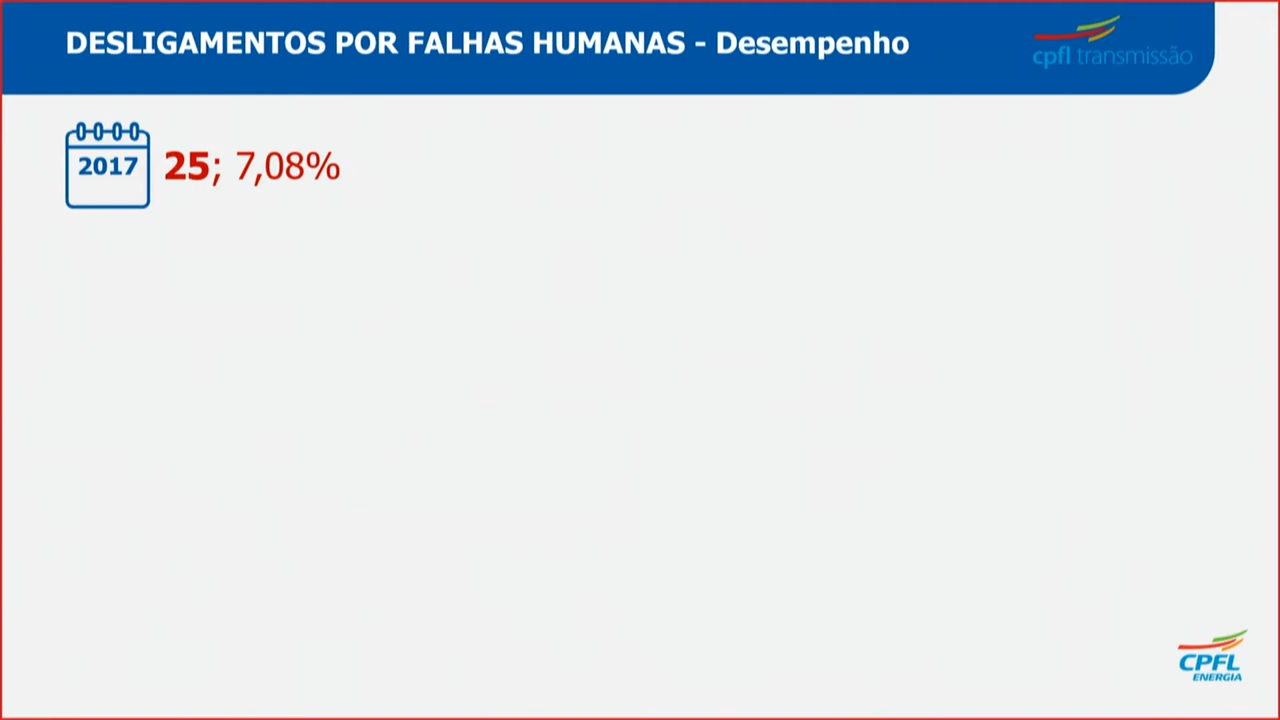 DESLIGAMENTOS POR FALHAS HUMANAS - Desempenho
cpfl transmissão
2017
25; 7,08%
CPFL
ENERGIA